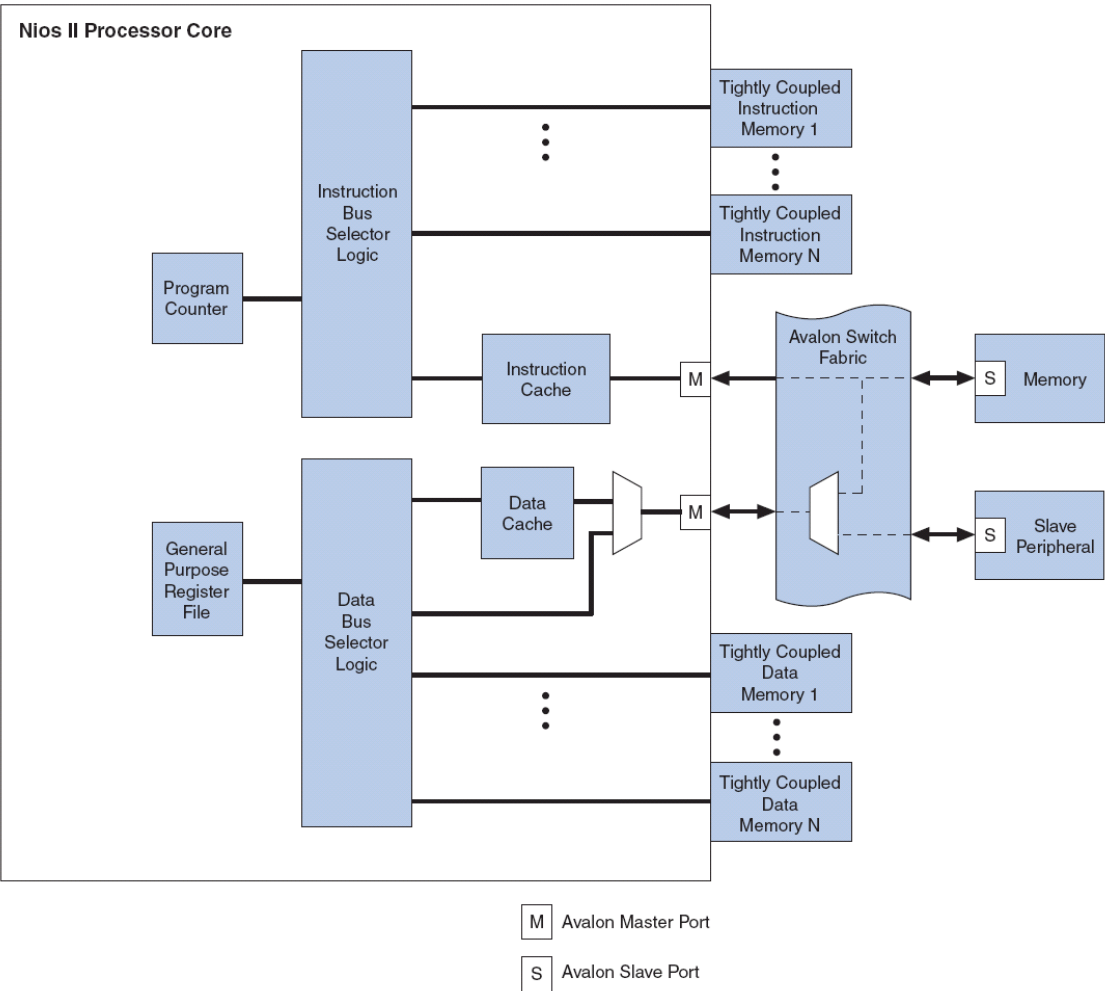 Nios II Processor Core
Tightly Coupled
Instruction
Memory 1
Instruction
Bus
Selector
Logic
Tightly Coupled
Instruction
Memory N
Program
Counter
Avalon Switch
Fabric
Instruction
Cache
M
S
Memory
Data
Cache
M
S
Slave
Peripheral
General
Purpose
Register
File
Data
Bus
Selector
Logic
Tightly Coupled
Data
Memory 1
Tightly Coupled
Data
Memory N
M Avalon Master Port
S Avalon Slave Port